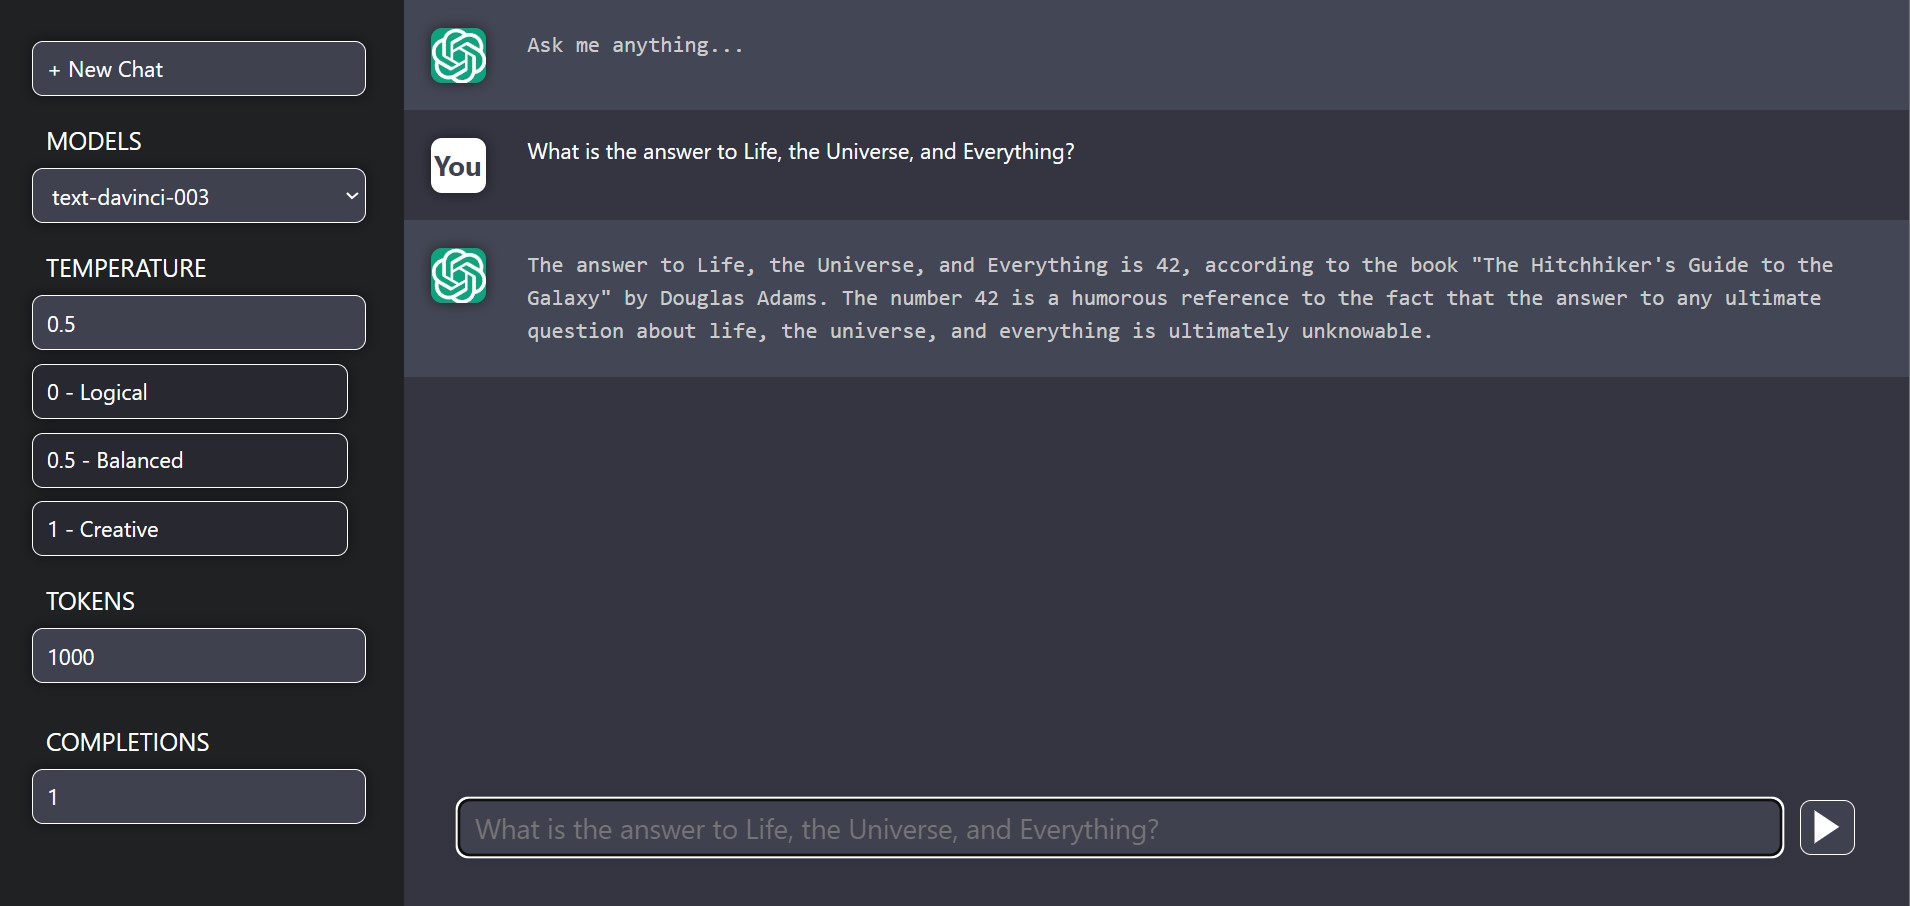 + New Chat
MODELS
text-davinci-003
TEMPERATURE
0.5
0 - Logical
0.5 - Balanced
1 - Creative
TOKENS
1000
COMPLETIONS
1
Ask me anything...
You
What is the answer to Life, the Universe, and Everything?
The answer to Life, the Universe, and Everything is 42, according to the book "The Hitchhiker's Guide to the
Galaxy" by Douglas Adams. The number 42 is a humorous reference to the fact that the answer to any ultimate
question about life, the universe, and everything is ultimately unknowable.
What is the answer to Life, the Universe, and Everything?